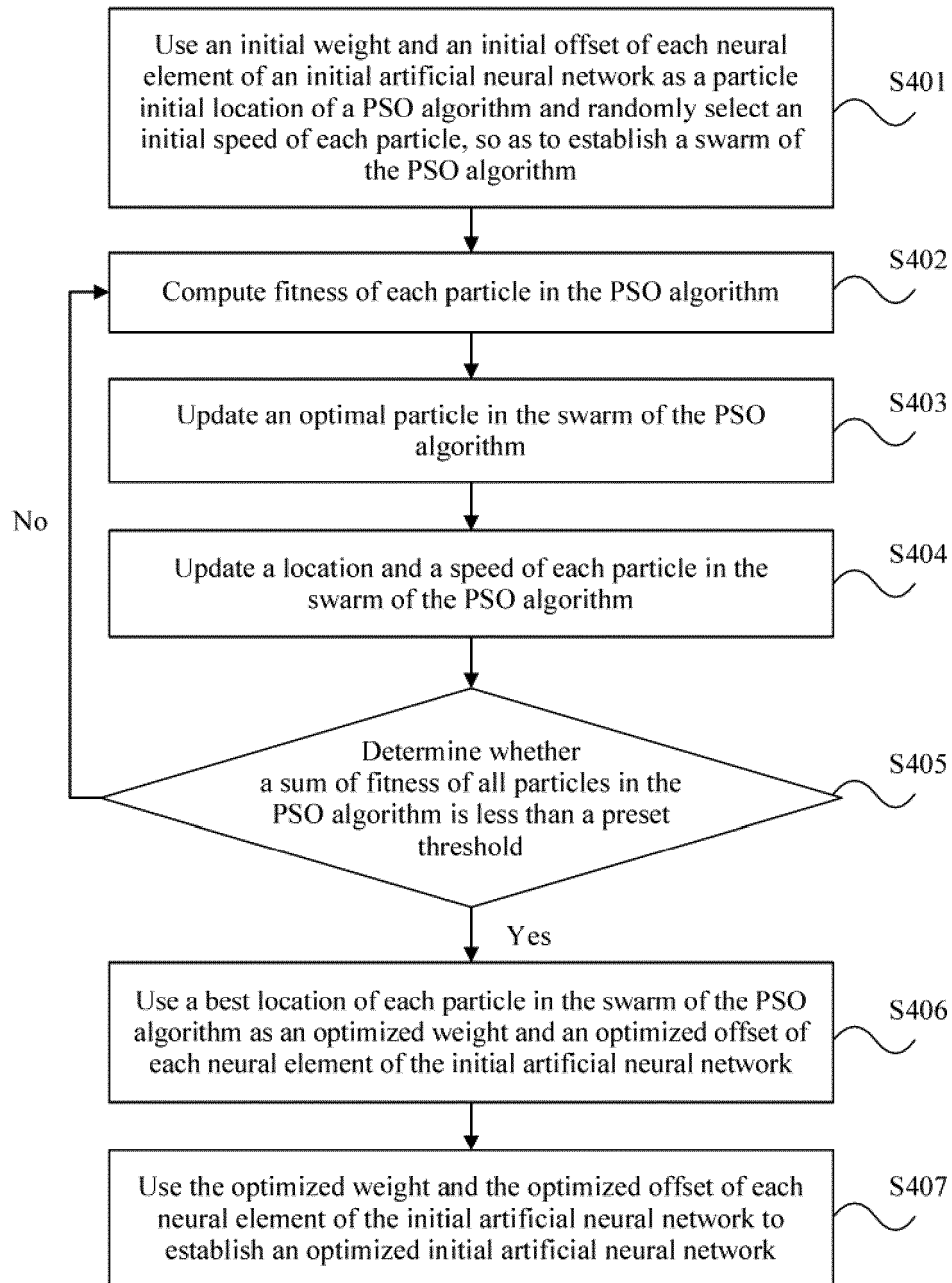 Use an initial weight and an initial offset of each neural
element of an initial artificial neural network as a particle
initial location of a PSO algorithm and randomly select an
initial speed of each particle, so as to establish a swarm of
the PSO algorithm
S401
Compute fitness of each particle in the PSO algorithm
S402
Update an optimal particle in the swarm of the PSO
algorithm
S403
Update a location and a speed of each particle in the
swarm of the PSO algorithm
S404
No
Determine whether
a sum of fitness of all particles in the
PSO algorithm is less than a preset
threshold
S405
Yes
Use a best location of each particle in the swarm of the PSO
algorithm as an optimized weight and an optimized offset of
each neural element of the initial artificial neural network
S406
Use the optimized weight and the optimized offset of each
neural element of the initial artificial neural network to
establish an optimized initial artificial neural network
S407